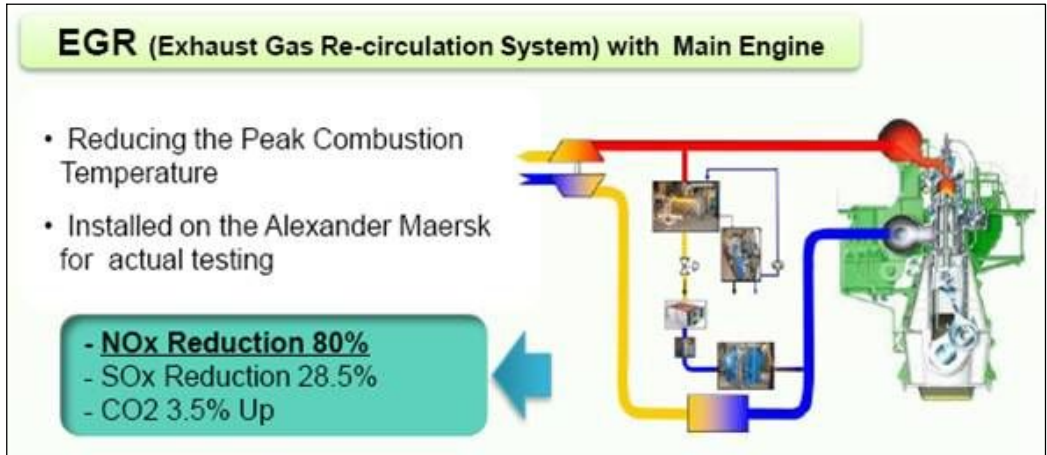 EGR (Exhaust Gas Re-circulation System) with Main Engine
• Reducing the Peak Combustion
Temperature
• Installed on the Alexander Maersk
for actual testing
- NOx Reduction 80%
- SOx Reduction 28.5%
- CO2 3.5% Up